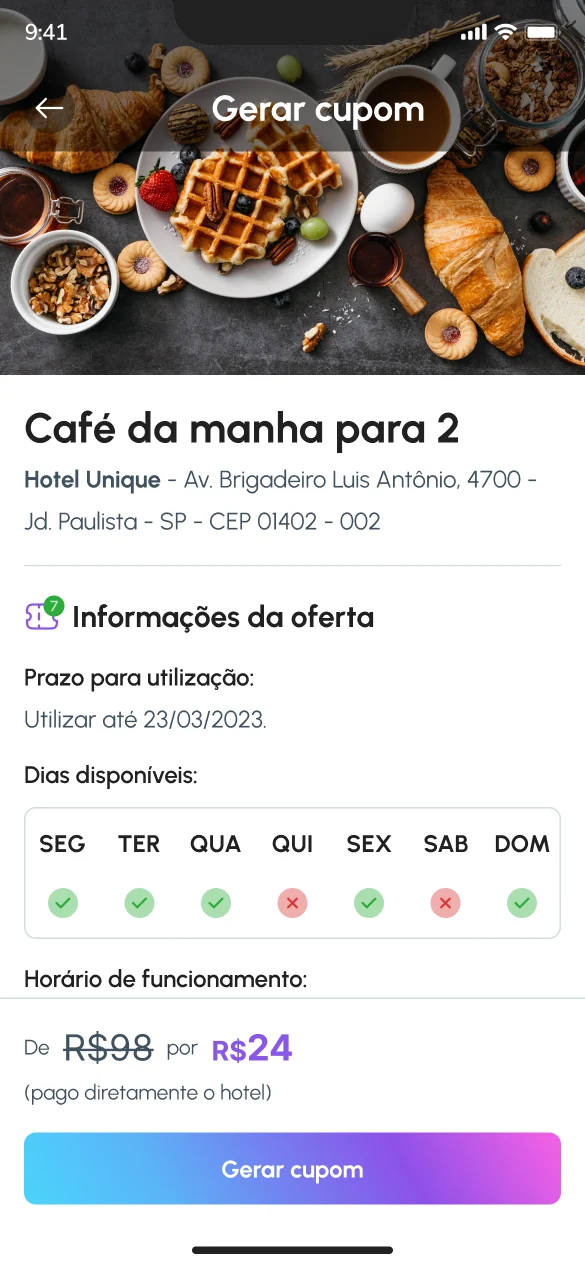 9:41
Gerar cupom
Café da manha para 2
Hotel Unique - Av. Brigadeiro Luis Antônio, 4700 -
Jd. Paulista - SP - CEP 01402 - 002
7
Informações da oferta
Prazo para utilização:
Utilizar até 23/03/2023.
Dias disponíveis:
SEG TER QUA QUI SEX SAB DOM
Horário de funcionamento:
De R$98 por R$24
(pago diretamente o hotel)
Gerar cupom